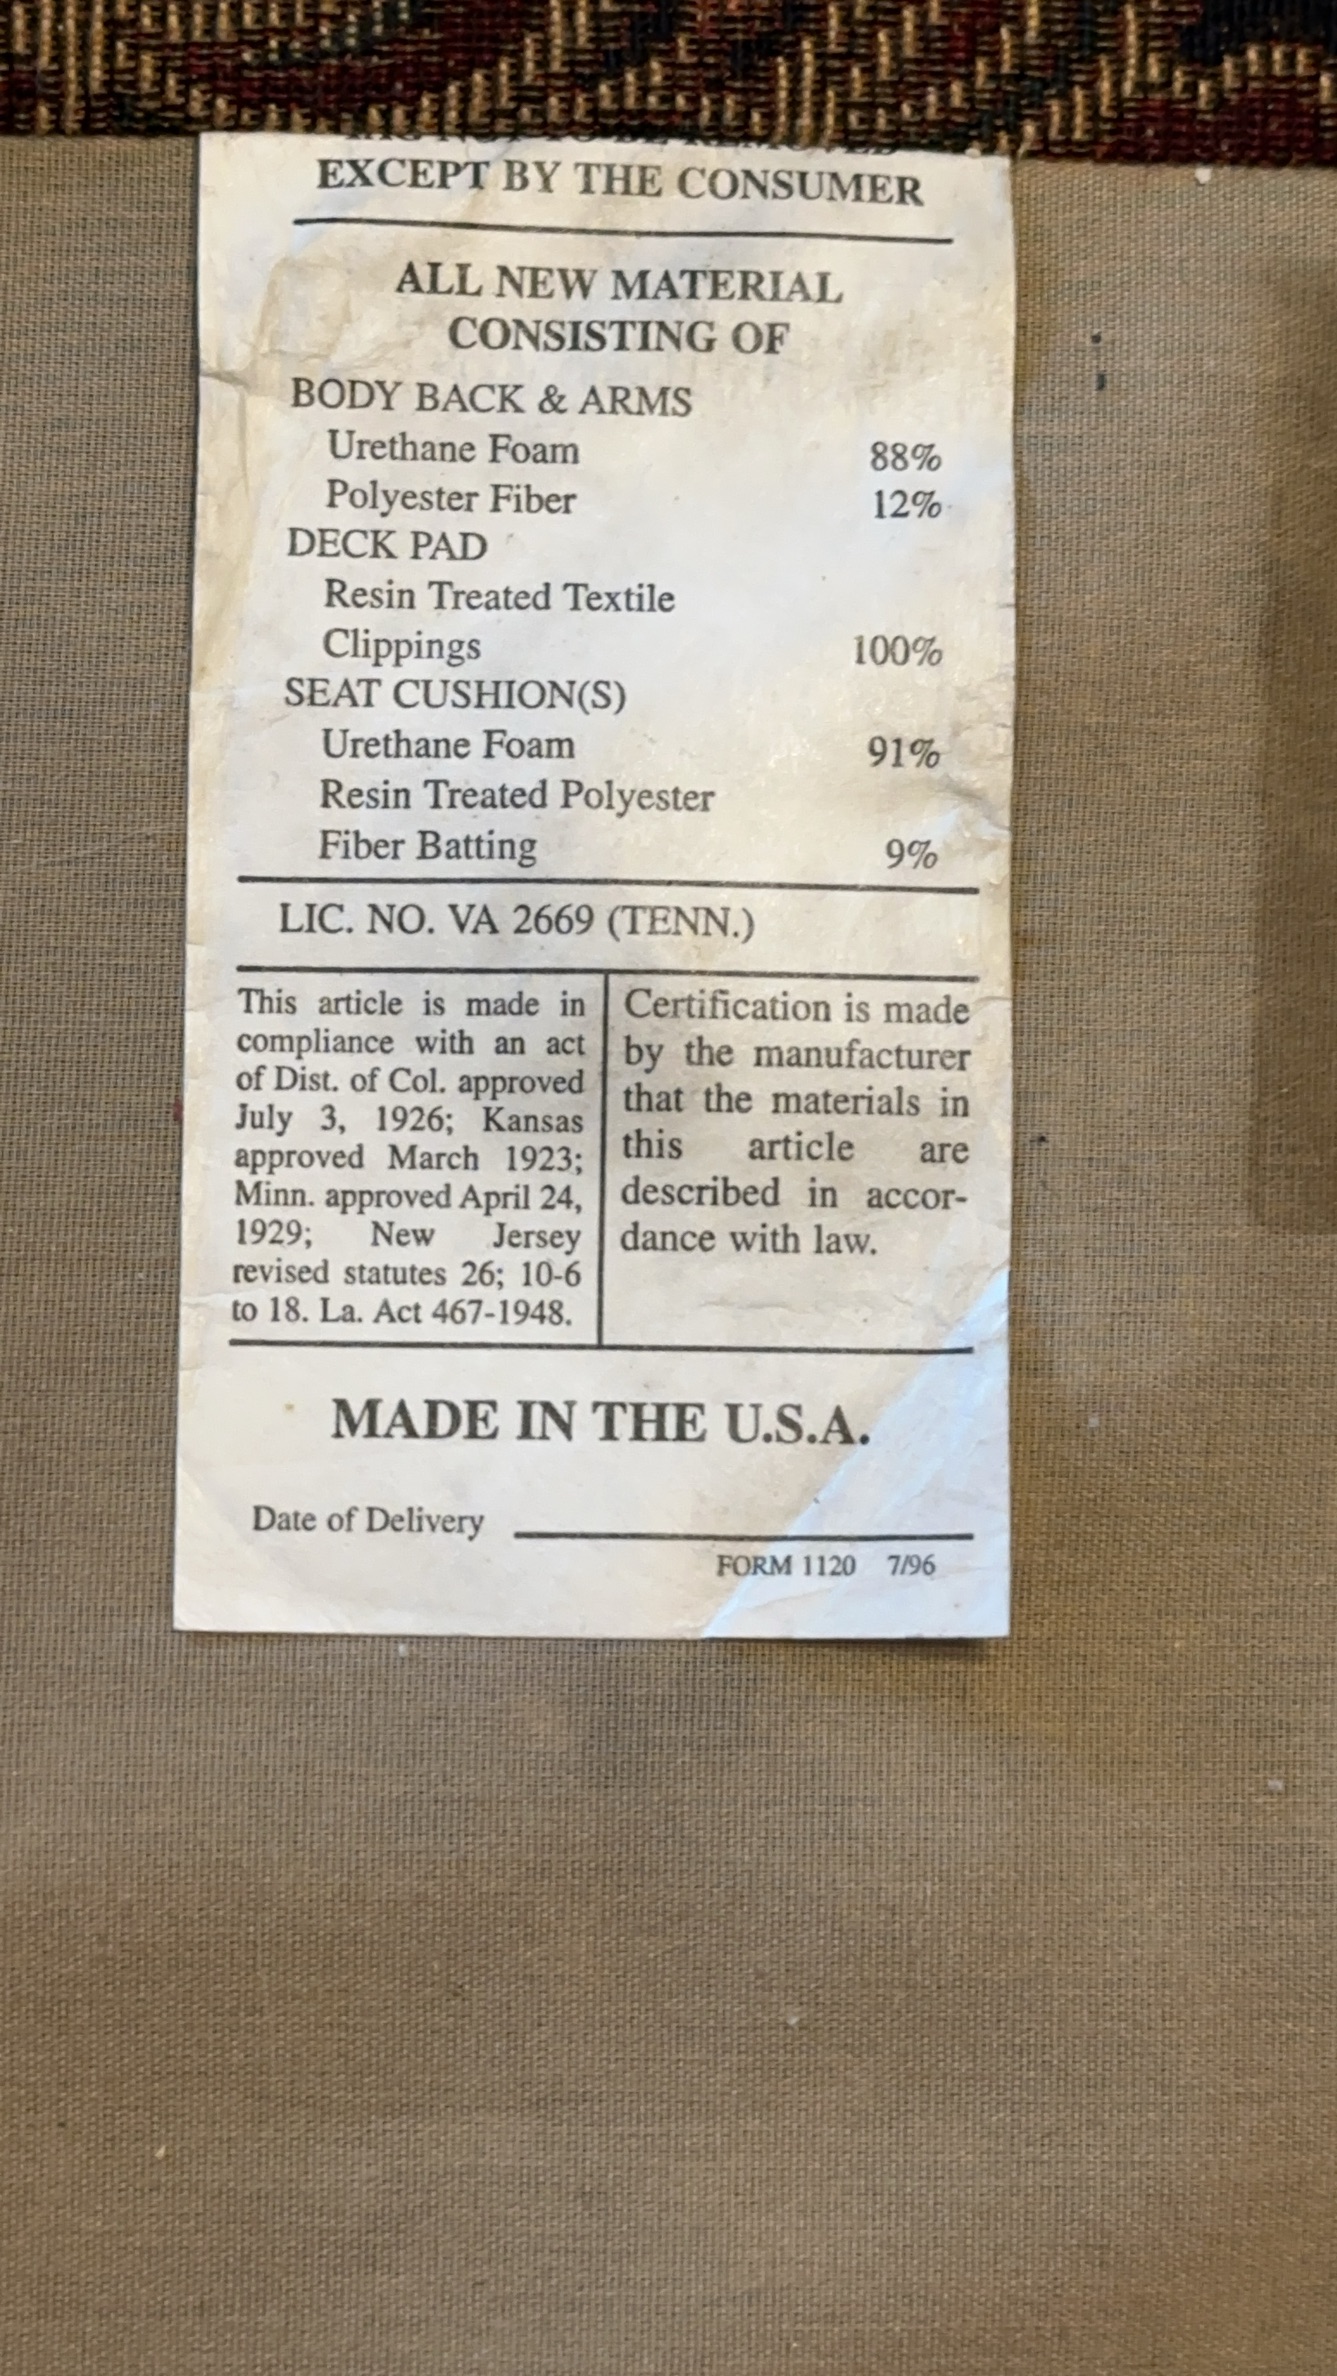 TAG NOT TO BE REMOVED
EXCEPT BY THE CONSUMER
ALL NEW MATERIAL
CONSISTING OF
BODY BACK & ARMS
Urethane Foam 88%
Polyester Fiber 12%
DECK PAD
Resin Treated Textile
Clippings 100%
SEAT CUSHION(S)
Urethane Foam 91%
Resin Treated Polyester
Fiber Batting 9%
LIC. NO. VA 2669 (TENN.)
This article is made in
compliance with an act
of Dist. of Col. approved
July 3, 1926; Kansas
approved March 1923;
Minn. approved April 24,
1929; New Jersey
revised statutes 26; 10-6
to 18. La. Act 467-1948.
Certification is made
by the manufacturer
that the materials in
this article are
described in accor-
dance with law.
MADE IN THE U.S.A.
Date of Delivery
FORM 1120 7/96